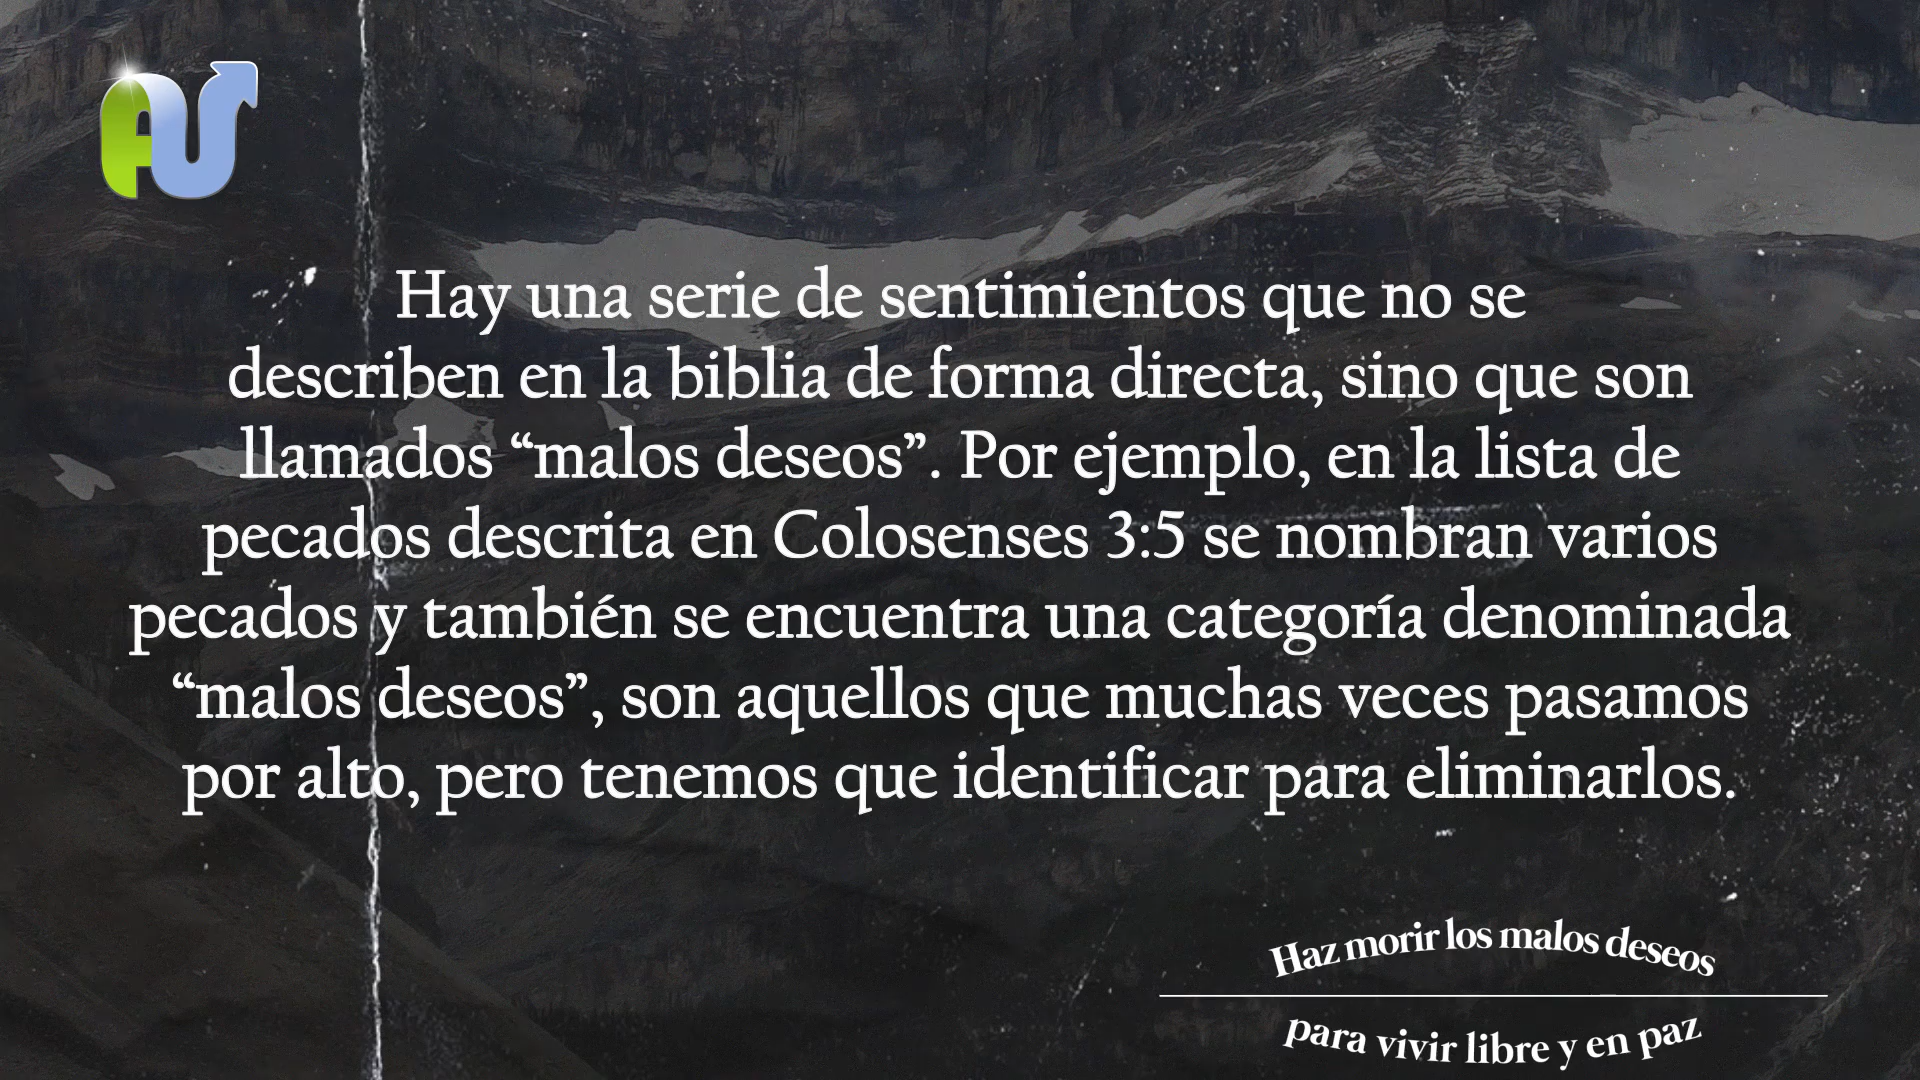 AU
Hay una serie de sentimientos que no se
describen en la biblia de forma directa, sino que son
llamados “malos deseos”. Por ejemplo, en la lista de
pecados descrita en Colosenses 3:5 se nombran varios
pecados y también se encuentra una categoría denominada
“malos deseos”, son aquellos que muchas veces pasamos
por alto, pero tenemos que identificar para eliminarlos.
Haz morir los malos deseos
para vivir libre y en paz